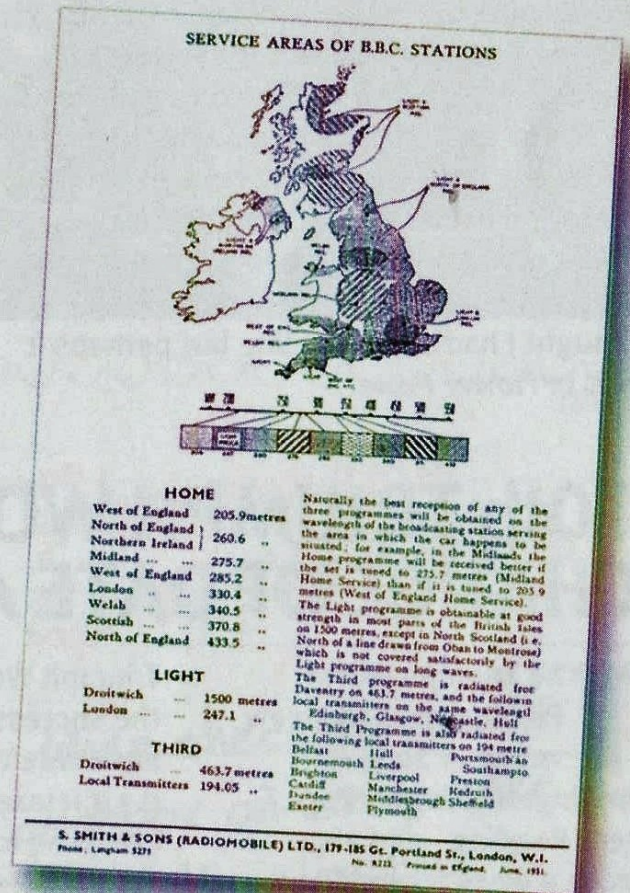 SERVICE AREAS OF B.B.C. STATIONS
HOME
West of England 205.9 metres
North of England }
Northern Ireland } 260.6 ,,
Midland ... ... 275.7 ,,
West of England 285.2 ,,
London ... ... 330.4 ,,
Welsh ... ... 340.5 ,,
Scottish ... ... 370.8 ,,
North of England 433.5 ,,
LIGHT
Droitwich ... 1500 metres
London ... ... 247.1 ,,
THIRD
Droitwich ... 463.7 metres
Local Transmitters 194.05 ,,
Naturally the best reception of any of the
three programmes will be obtained on the
wavelength of the broadcasting station serving
the area in which the car happens to be
situated; for example, in the Midlands the
Home programme will be received better if
the set is tuned to 275.7 metres (Midland
Home Service) than if it is tuned to 205.9
metres (West of England Home Service).
The Light programme is obtainable at good
strength in most parts of the British Isles
on 1500 metres, except in North Scotland (i.e.
North of a line drawn from Oban to Montrose)
which is not covered satisfactorily by the
Light programme on long waves.
The Third programme is radiated from
Daventry on 463.7 metres, and the followin
local transmitters on the same wavelengt
Edinburgh, Glasgow, Newcastle, Hull
The Third Programme is also radiated from
the following local transmitters on 194 metre
Belfast Hull Portsmouth an
Bournemouth Leeds Southampto
Brighton Liverpool Preston
Cardiff Manchester Redruth
Dundee Middlesbrough Sheffield
Exeter Plymouth
S. SMITH & SONS (RADIOMOBILE) LTD., 179-185 Gt. Portland St., London, W.1.
Phone: Langham 5271
Printed in England. June, 1951.